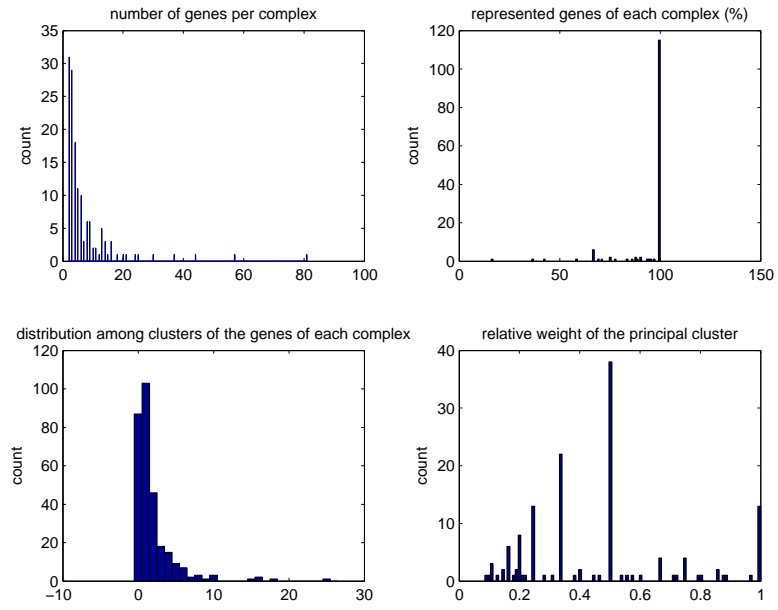 number of genes per complex
35
30
25
20
15
10
5
0
count
0 20 40 60 80 100
represented genes of each complex (%)
120
100
80
60
40
20
0
count
0 50 100 150
distribution among clusters of the genes of each complex
120
100
80
60
40
20
0
count
−10 0 10 20 30
relative weight of the principal cluster
40
30
20
10
0
count
0 0.2 0.4 0.6 0.8 1